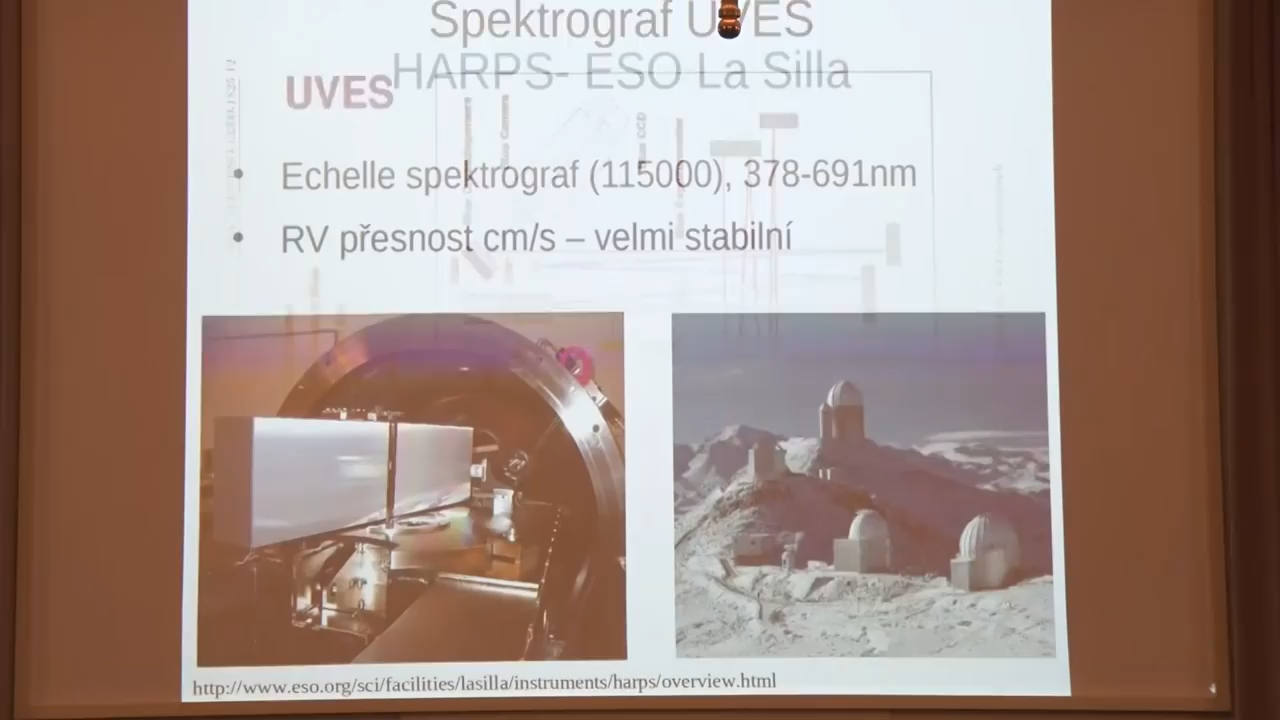 Spektrograf UVES
HARPS- ESO La Silla
UVES
• Echelle spektrograf (115000), 378-691nm
• RV přesnost cm/s – velmi stabilní
http://www.eso.org/sci/facilities/lasilla/instruments/harps/overview.html